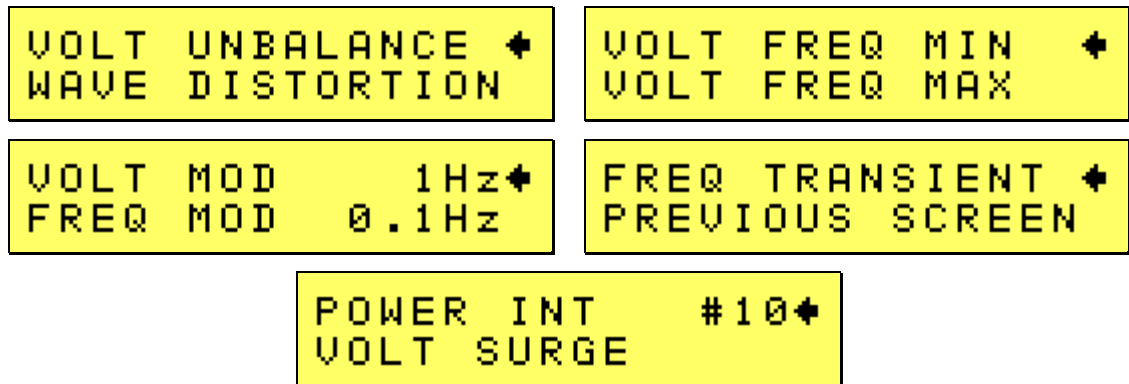 VOLT UNBALANCE ←
WAVE DISTORTION
VOLT FREQ MIN ←
VOLT FREQ MAX
VOLT MOD 1Hz←
FREQ MOD 0.1Hz
FREQ TRANSIENT ←
PREVIOUS SCREEN
POWER INT #10←
VOLT SURGE